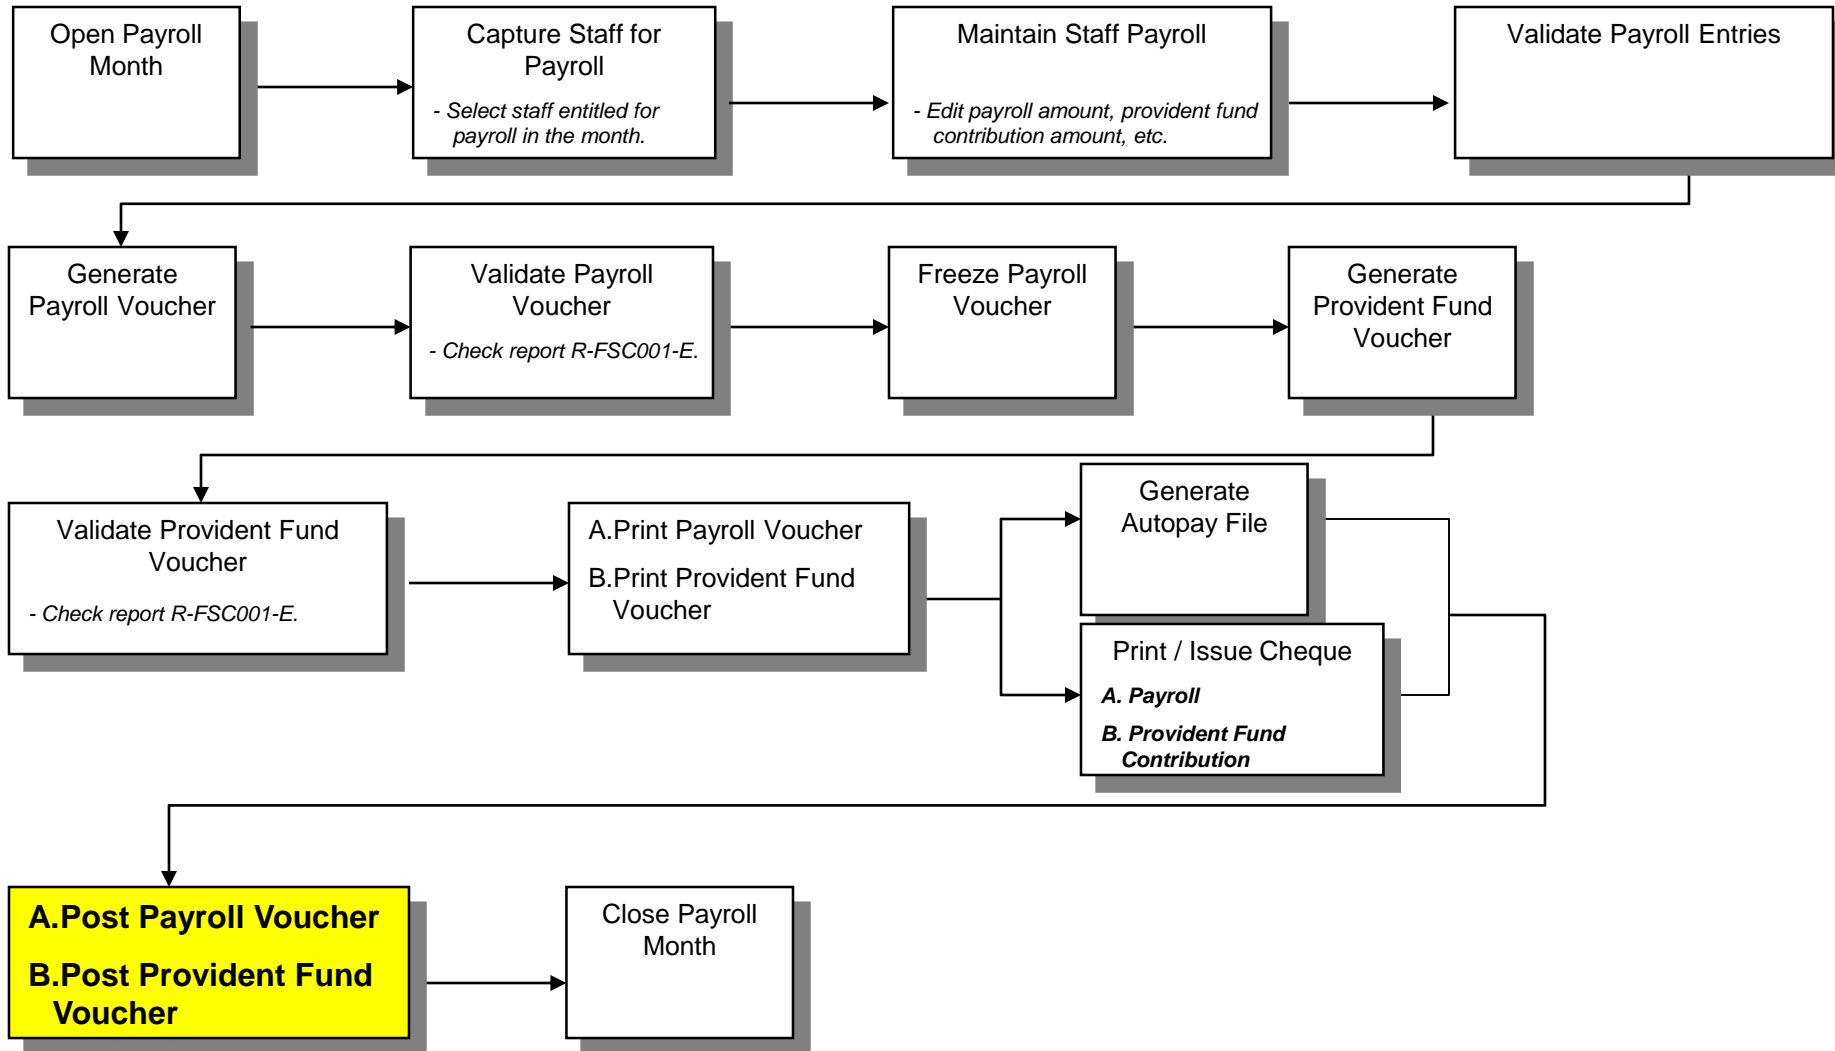 Open Payroll
Month
Capture Staff for
Payroll
- Select staff entitled for
payroll in the month.
Maintain Staff Payroll
- Edit payroll amount, provident fund
contribution amount, etc.
Validate Payroll Entries
Generate
Payroll Voucher
Validate Payroll
Voucher
- Check report R-FSC001-E.
Freeze Payroll
Voucher
Generate
Provident Fund
Voucher
Validate Provident Fund
Voucher
- Check report R-FSC001-E.
A.Print Payroll Voucher
B.Print Provident Fund
Voucher
Generate
Autopay File
Print / Issue Cheque
A. Payroll
B. Provident Fund
Contribution
A.Post Payroll Voucher
B.Post Provident Fund
Voucher
Close Payroll
Month